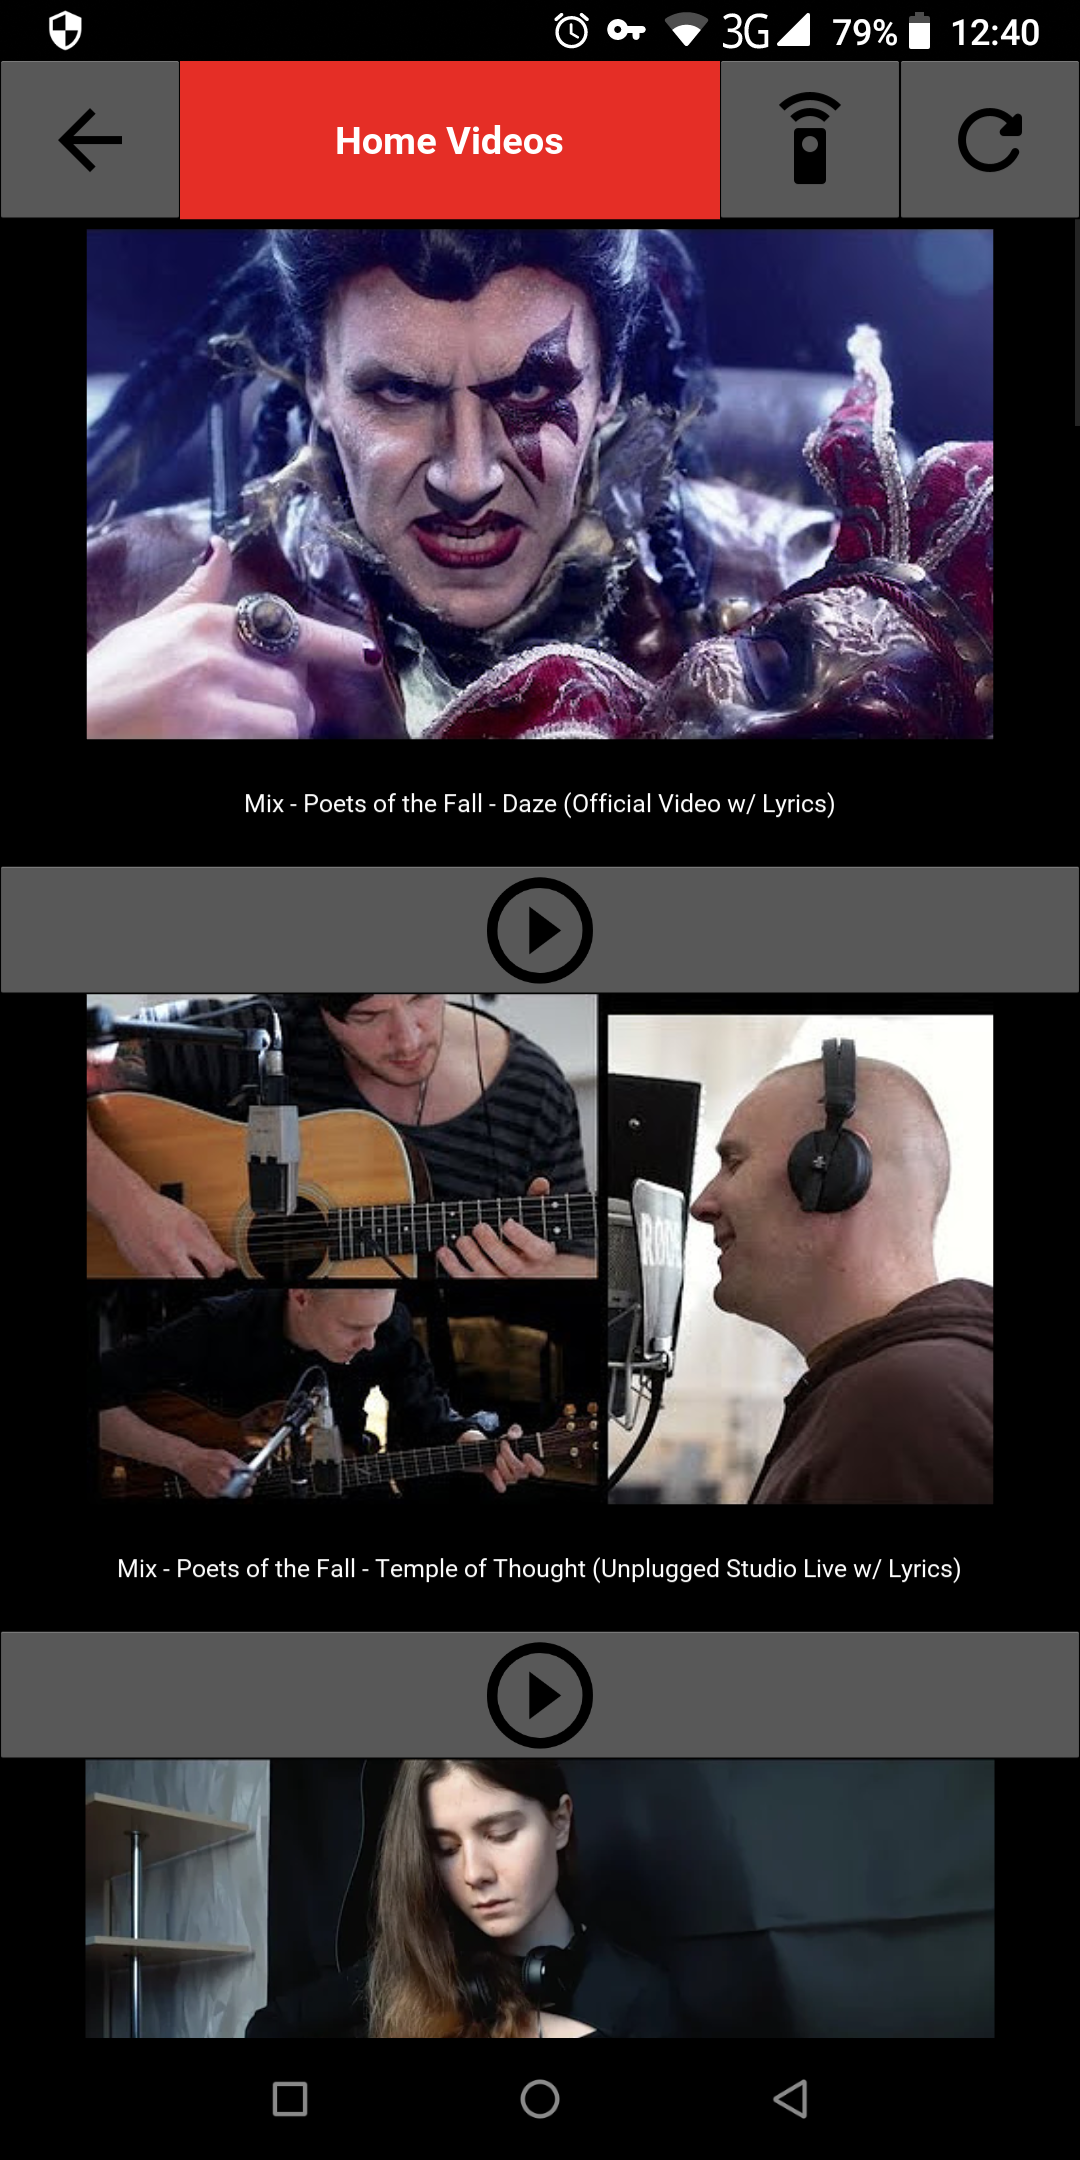 3G 79% 12:40
Home Videos
Mix - Poets of the Fall - Daze (Official Video w/ Lyrics)
Mix - Poets of the Fall - Temple of Thought (Unplugged Studio Live w/ Lyrics)